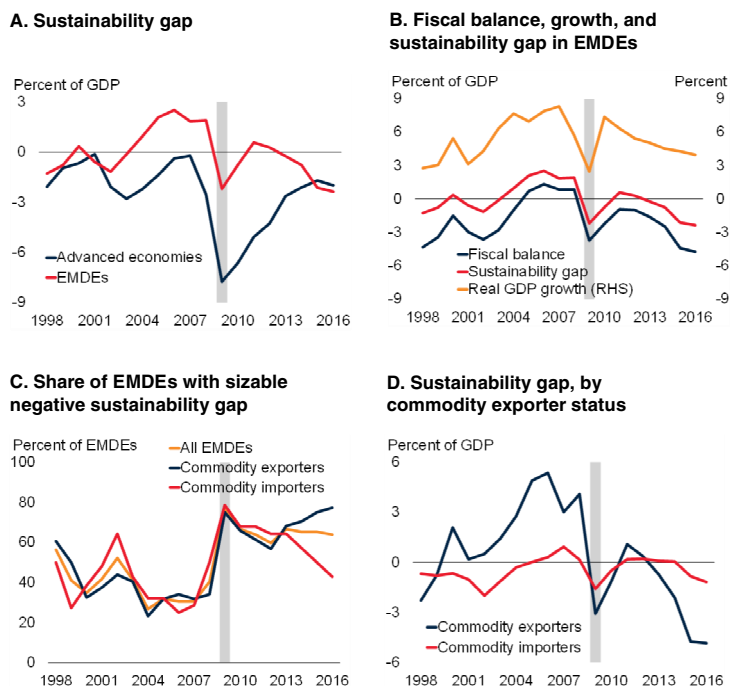 A. Sustainability gap
Percent of GDP
3
0
-3
-6
-9
Advanced economies
EMDEs
1998 2001 2004 2007 2010 2013 2016
B. Fiscal balance, growth, and
sustainability gap in EMDEs
Percent of GDP Percent
9 9
6 6
3 3
0 0
-3 -3
-6 -6
-9 -9
Fiscal balance
Sustainability gap
Real GDP growth (RHS)
1998 2001 2004 2007 2010 2013 2016
C. Share of EMDEs with sizable
negative sustainability gap
Percent of EMDEs
100
80
60
40
20
0
All EMDEs
Commodity exporters
Commodity importers
1998 2001 2004 2007 2010 2013 2016
D. Sustainability gap, by
commodity exporter status
Percent of GDP
6
3
0
-3
-6
Commodity exporters
Commodity importers
1998 2001 2004 2007 2010 2013 2016